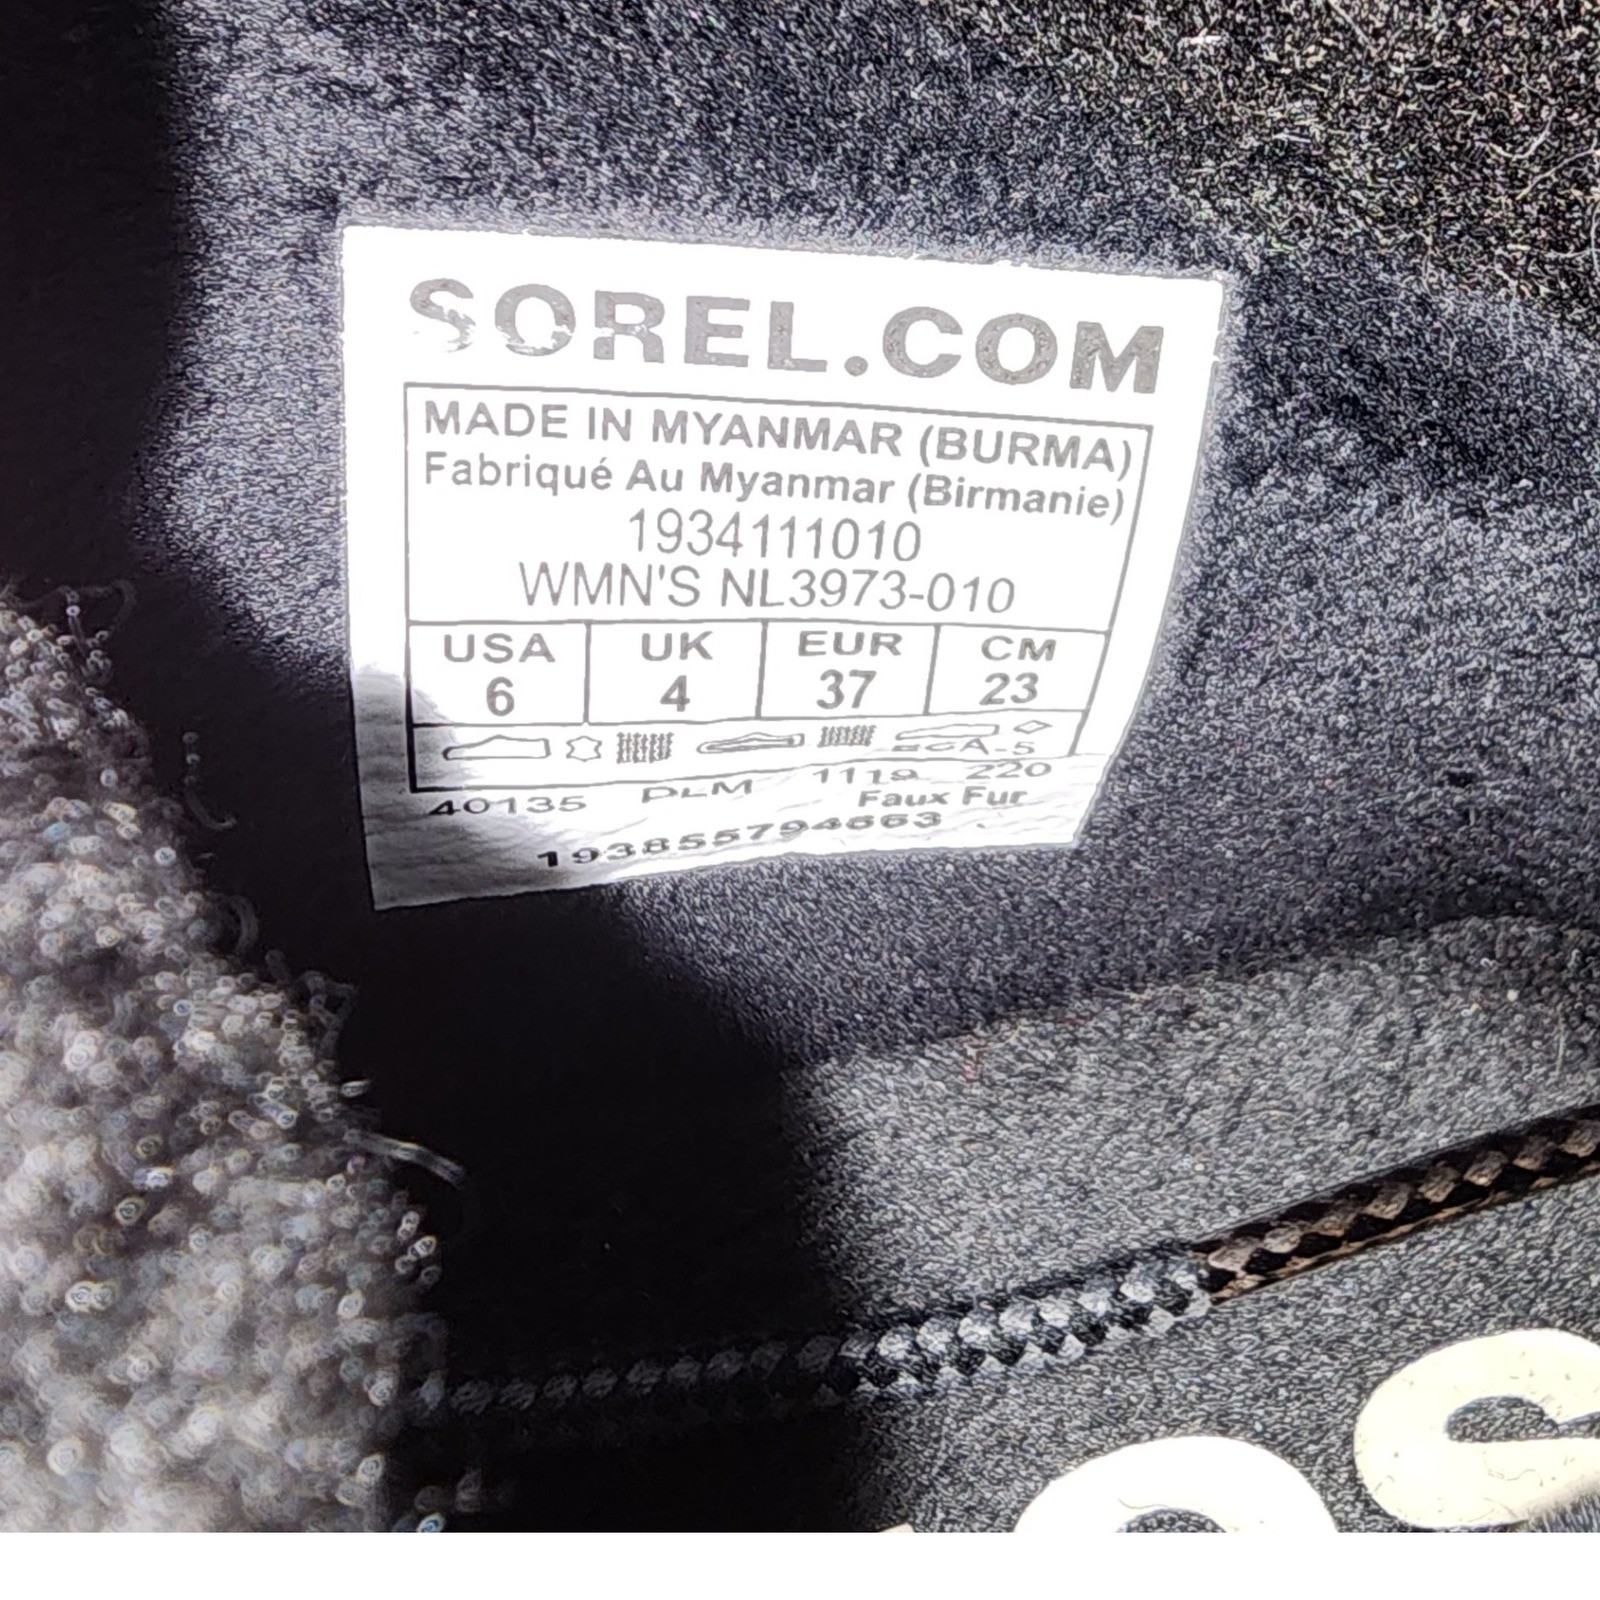 SOREL.COM
MADE IN MYANMAR (BURMA)
Fabriqué Au Myanmar (Birmanie)
1934111010
WMN'S NL3973-010
USA UK EUR CM
6 4 37 23
40135 DLM 1119 220
Faux Fur